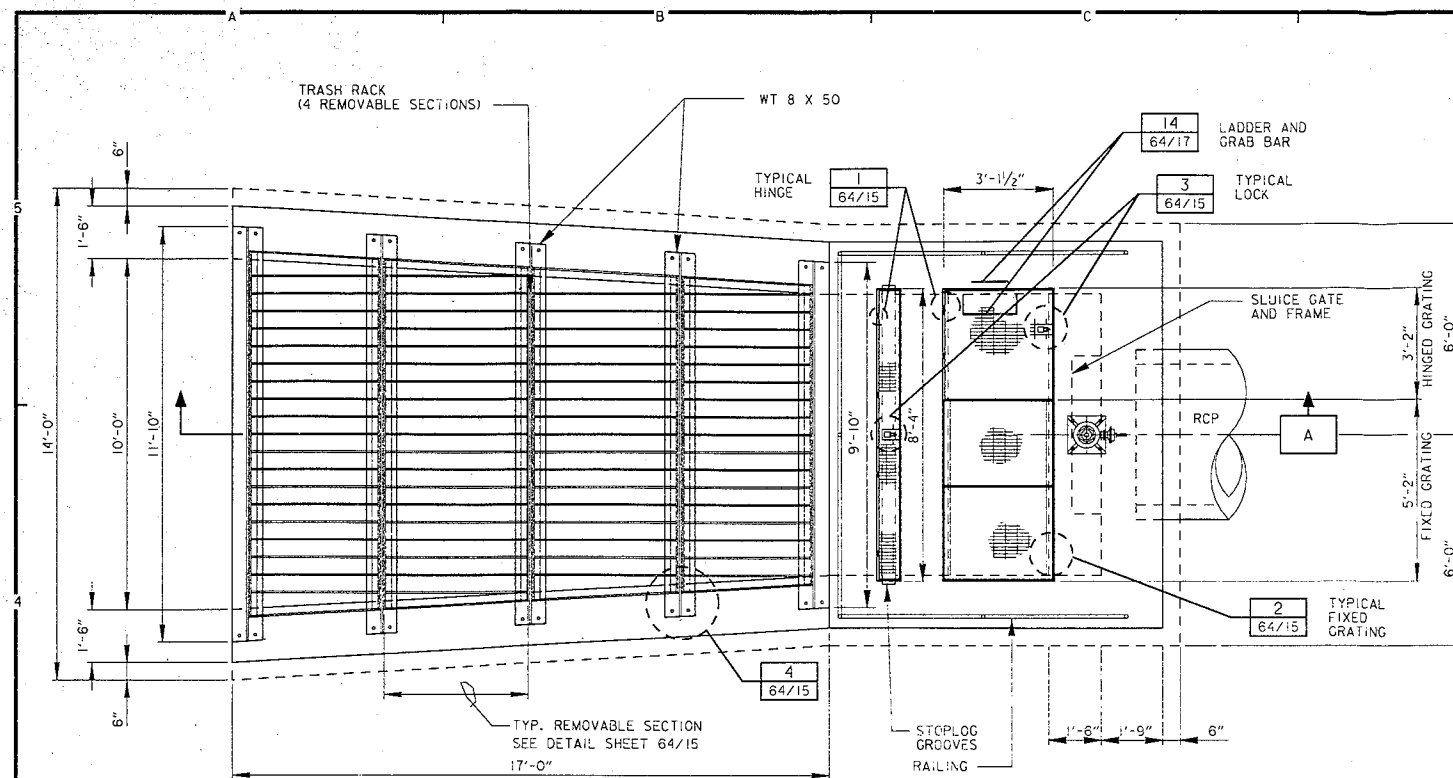 A
B
C
5
4
TRASH RACK
(4 REMOVABLE SECTIONS)
WT 8 X 50
14
64/17
LADDER AND
GRAB BAR
TYPICAL
HINGE
1
64/15
3'-1½"
3
64/15
TYPICAL
LOCK
6"
1'-6"
14'-0"
10'-0"
11'-10"
1'-6"
6"
9'-10"
8'-4"
SLUICE GATE
AND FRAME
3'-2"
HINGED GRATING
6'-0"
RCP
A
5'-2"
FIXED GRATING
6'-0"
2
64/15
TYPICAL
FIXED
GRATING
4
64/15
TYP. REMOVABLE SECTION
SEE DETAIL SHEET 64/15
17'-0"
STOPLOG
GROOVES
RAILING
1'-6"
1'-9"
6"